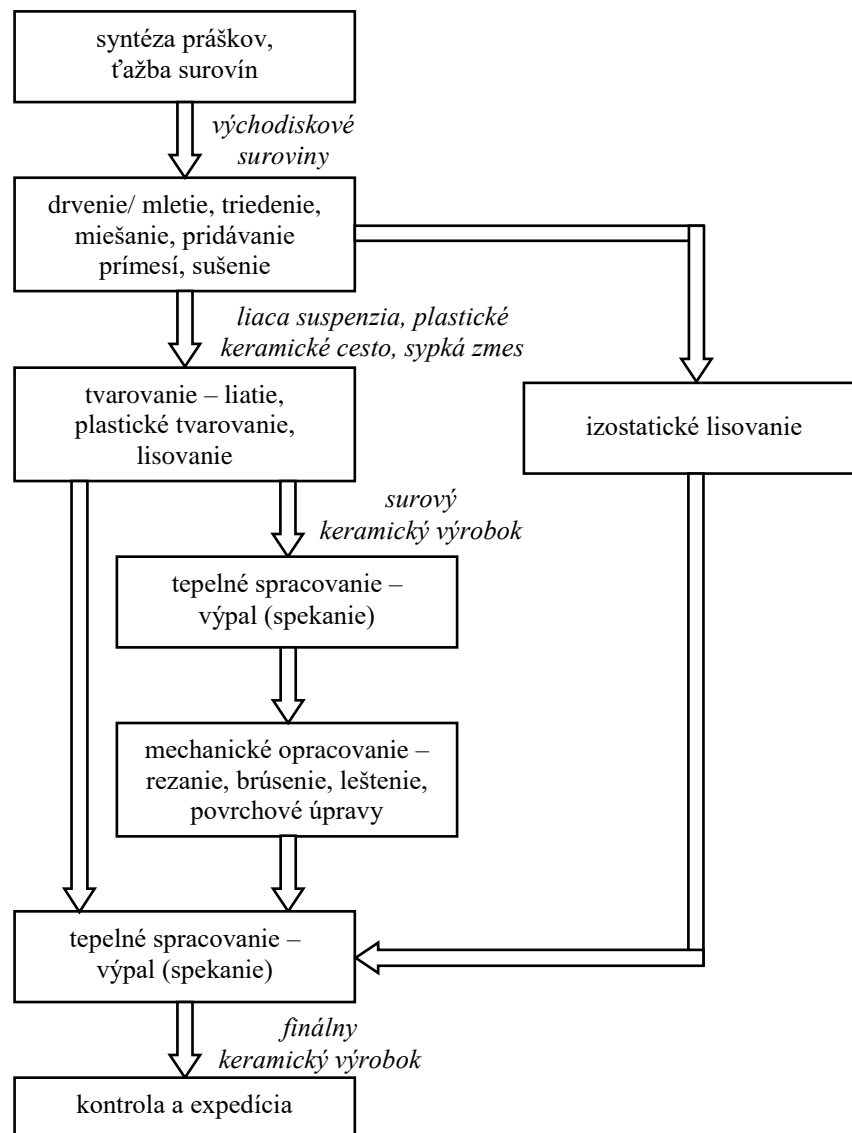 syntéza práškov,
ťažba surovín
východiskové
suroviny
drvenie/ mletie, triedenie,
miešanie, pridávanie
prímesí, sušenie
liaca suspenzia, plastické
keramické cesto, sypká zmes
tvarovanie – liatie,
plastické tvarovanie,
lisovanie
izostatické lisovanie
surový
keramický výrobok
tepelné spracovanie –
výpal (spekanie)
mechanické opracovanie –
rezanie, brúsenie, leštenie,
povrchové úpravy
tepelné spracovanie –
výpal (spekanie)
finálny
keramický výrobok
kontrola a expedícia